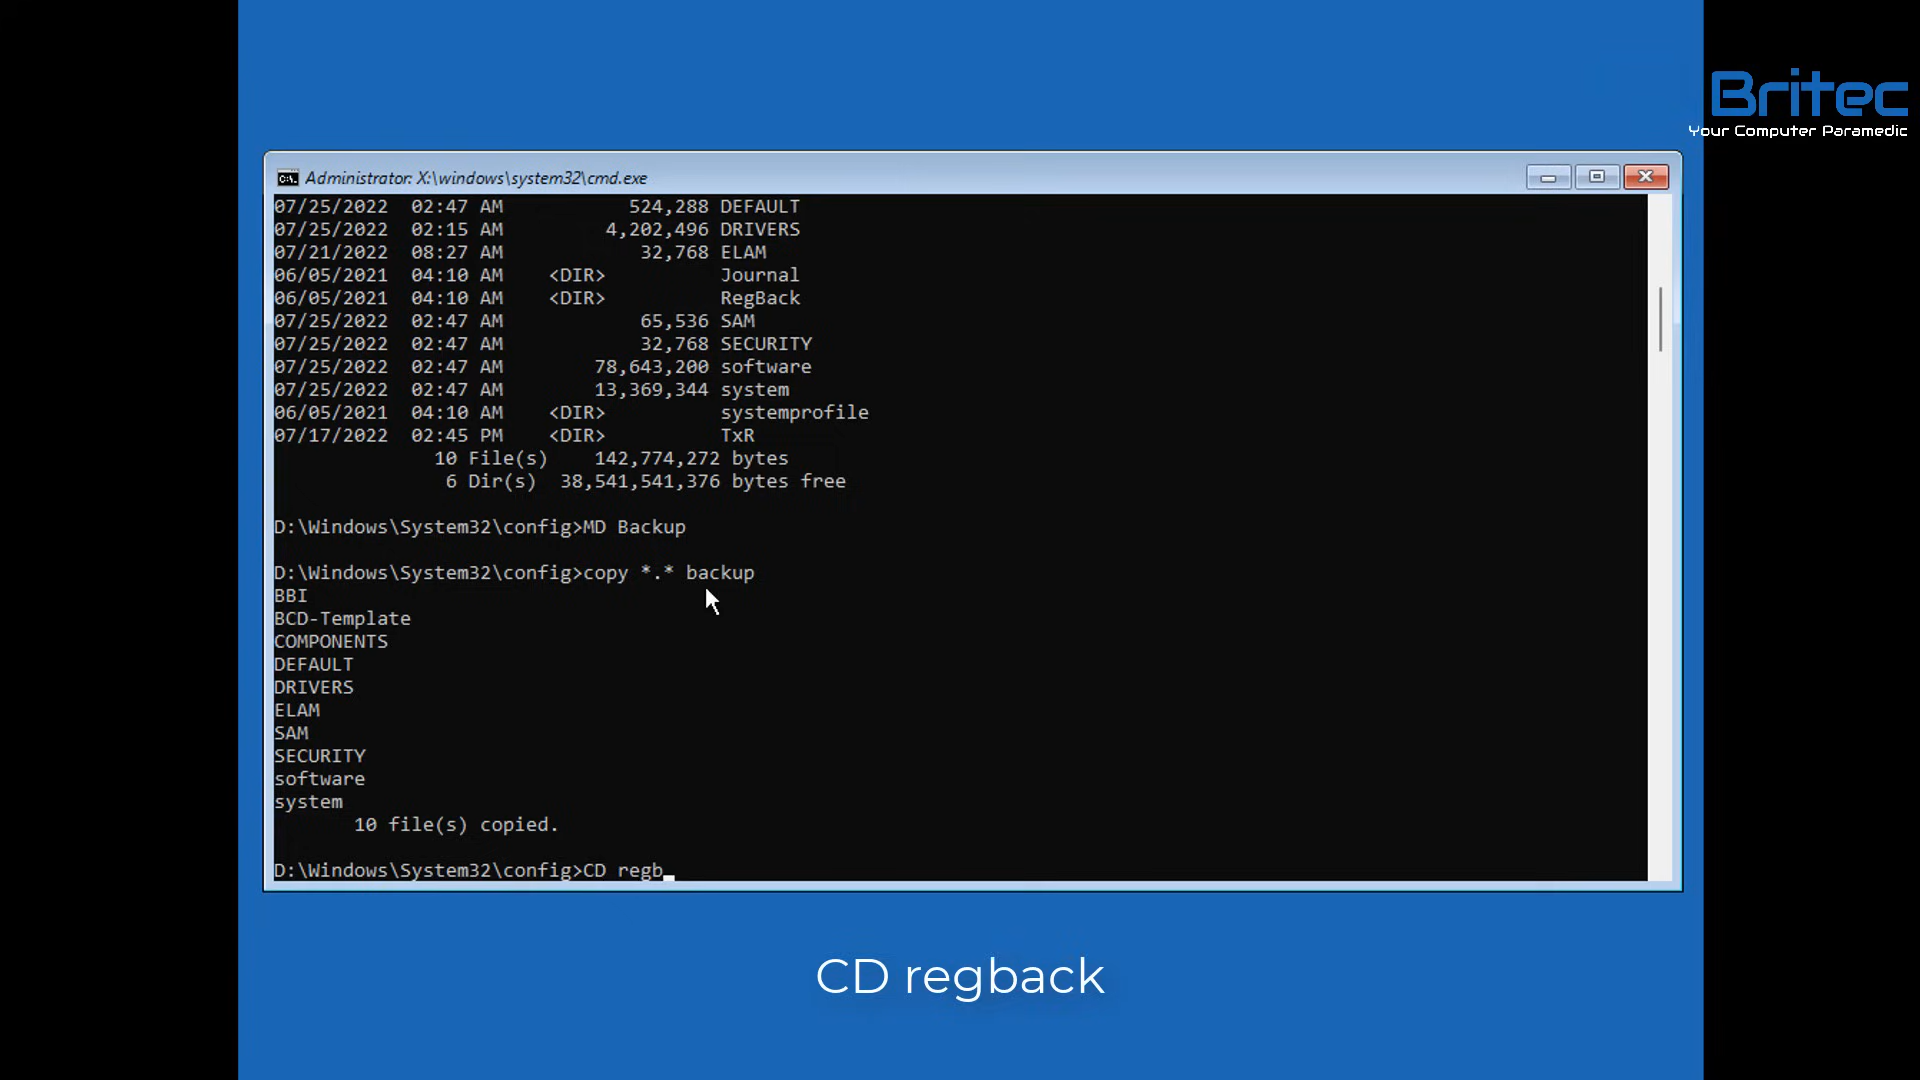 Britec
Your Computer Paramedic
Administrator: X:\windows\system32\cmd.exe
07/25/2022  02:47 AM           524,288 DEFAULT
07/25/2022  02:15 AM         4,202,496 DRIVERS
07/21/2022  08:27 AM            32,768 ELAM
06/05/2021  04:10 AM    <DIR>          Journal
06/05/2021  04:10 AM    <DIR>          RegBack
07/25/2022  02:47 AM            65,536 SAM
07/25/2022  02:47 AM            32,768 SECURITY
07/25/2022  02:47 AM        78,643,200 software
07/25/2022  02:47 AM        13,369,344 system
06/05/2021  04:10 AM    <DIR>          systemprofile
07/17/2022  02:45 PM    <DIR>          TxR
10 File(s)    142,774,272 bytes
6 Dir(s)  38,541,541,376 bytes free
D:\Windows\System32\config>MD Backup
D:\Windows\System32\config>copy *.* backup
BBI
BCD-Template
COMPONENTS
DEFAULT
DRIVERS
ELAM
SAM
SECURITY
software
system
10 file(s) copied.
D:\Windows\System32\config>CD regb
CD regback